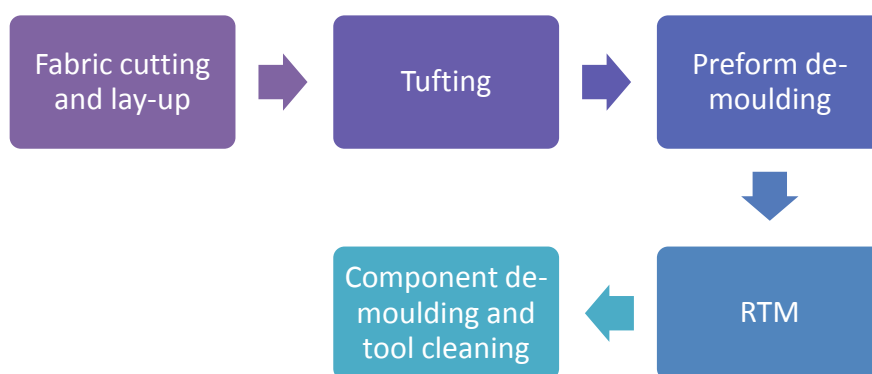 Fabric cutting
and lay-up
Tufting
Preform de-
moulding
RTM
Component de-
moulding and
tool cleaning